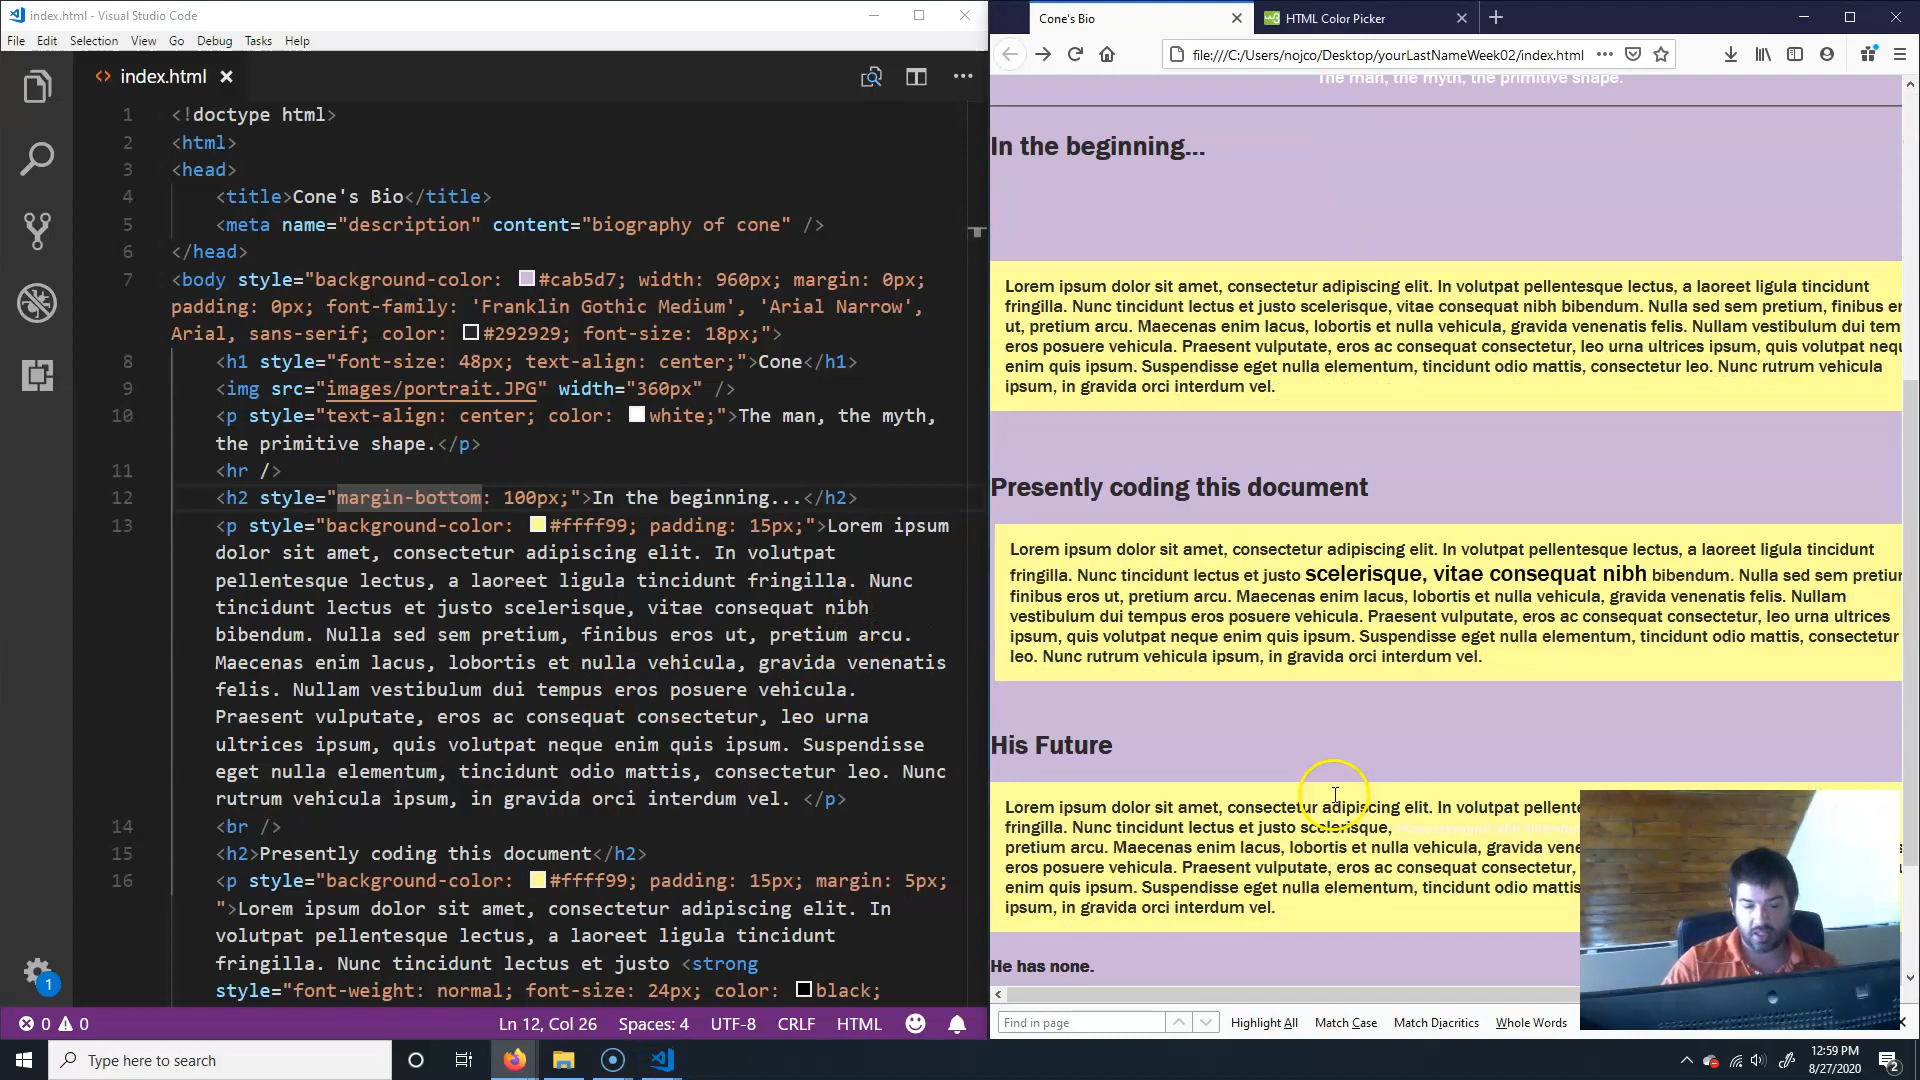 index.html - Visual Studio Code
File Edit Selection View Go Debug Tasks Help
index.html
1 <!doctype html>
2 <html>
3 <head>
4 <title>Cone's Bio</title>
5 <meta name="description" content="biography of cone" />
6 </head>
7 <body style="background-color: #cab5d7; width: 960px; margin: 0px;
padding: 0px; font-family: 'Franklin Gothic Medium', 'Arial Narrow',
Arial, sans-serif; color: #292929; font-size: 18px;">
8 <h1 style="font-size: 48px; text-align: center;">Cone</h1>
9 <img src="images/portrait.JPG" width="360px" />
10 <p style="text-align: center; color: white;">The man, the myth,
the primitive shape.</p>
11 <hr />
12 <h2 style="margin-bottom: 100px;">In the beginning...</h2>
13 <p style="background-color: #ffff99; padding: 15px;">Lorem ipsum
dolor sit amet, consectetur adipiscing elit. In volutpat
pellentesque lectus, a laoreet ligula tincidunt fringilla. Nunc
tincidunt lectus et justo scelerisque, vitae consequat nibh
bibendum. Nulla sed sem pretium, finibus eros ut, pretium arcu.
Maecenas enim lacus, lobortis et nulla vehicula, gravida venenatis
felis. Nullam vestibulum dui tempus eros posuere vehicula.
Praesent vulputate, eros ac consequat consectetur, leo urna
ultrices ipsum, quis volutpat neque enim quis ipsum. Suspendisse
eget nulla elementum, tincidunt odio mattis, consectetur leo. Nunc
rutrum vehicula ipsum, in gravida orci interdum vel. </p>
14 <br />
15 <h2>Presently coding this document</h2>
16 <p style="background-color: #ffff99; padding: 15px; margin: 5px;
">Lorem ipsum dolor sit amet, consectetur adipiscing elit. In
volutpat pellentesque lectus, a laoreet ligula tincidunt
fringilla. Nunc tincidunt lectus et justo <strong
style="font-weight: normal; font-size: 24px; color: black;
1
0 0 Ln 12, Col 26 Spaces: 4 UTF-8 CRLF HTML
Cone's Bio HTML Color Picker
file:///C:/Users/nojco/Desktop/yourLastNameWeek02/index.html
The man, the myth, the primitive shape.
In the beginning...
Lorem ipsum dolor sit amet, consectetur adipiscing elit. In volutpat pellentesque lectus, a laoreet ligula tincidunt
fringilla. Nunc tincidunt lectus et justo scelerisque, vitae consequat nibh bibendum. Nulla sed sem pretium, finibus er
ut, pretium arcu. Maecenas enim lacus, lobortis et nulla vehicula, gravida venenatis felis. Nullam vestibulum dui tem
eros posuere vehicula. Praesent vulputate, eros ac consequat consectetur, leo urna ultrices ipsum, quis volutpat ne
enim quis ipsum. Suspendisse eget nulla elementum, tincidunt odio mattis, consectetur leo. Nunc rutrum vehicula
ipsum, in gravida orci interdum vel.
Presently coding this document
Lorem ipsum dolor sit amet, consectetur adipiscing elit. In volutpat pellentesque lectus, a laoreet ligula tincidunt
fringilla. Nunc tincidunt lectus et justo scelerisque, vitae consequat nibh bibendum. Nulla sed sem pretiur
finibus eros ut, pretium arcu. Maecenas enim lacus, lobortis et nulla vehicula, gravida venenatis felis. Nullam
vestibulum dui tempus eros posuere vehicula. Praesent vulputate, eros ac consequat consectetur, leo urna ultrices
ipsum, quis volutpat neque enim quis ipsum. Suspendisse eget nulla elementum, tincidunt odio mattis, consectetur
leo. Nunc rutrum vehicula ipsum, in gravida orci interdum vel.
His Future
Lorem ipsum dolor sit amet, consectetur adipiscing elit. In volutpat pellente
fringilla. Nunc tincidunt lectus et justo scelerisque,
pretium arcu. Maecenas enim lacus, lobortis et nulla vehicula, gravida vene
eros posuere vehicula. Praesent vulputate, eros ac consequat consectetur,
enim quis ipsum. Suspendisse eget nulla elementum, tincidunt odio mattis
ipsum, in gravida orci interdum vel.
He has none.
Find in page Highlight All Match Case Match Diacritics Whole Words
Type here to search
12:59 PM
8/27/2020
2